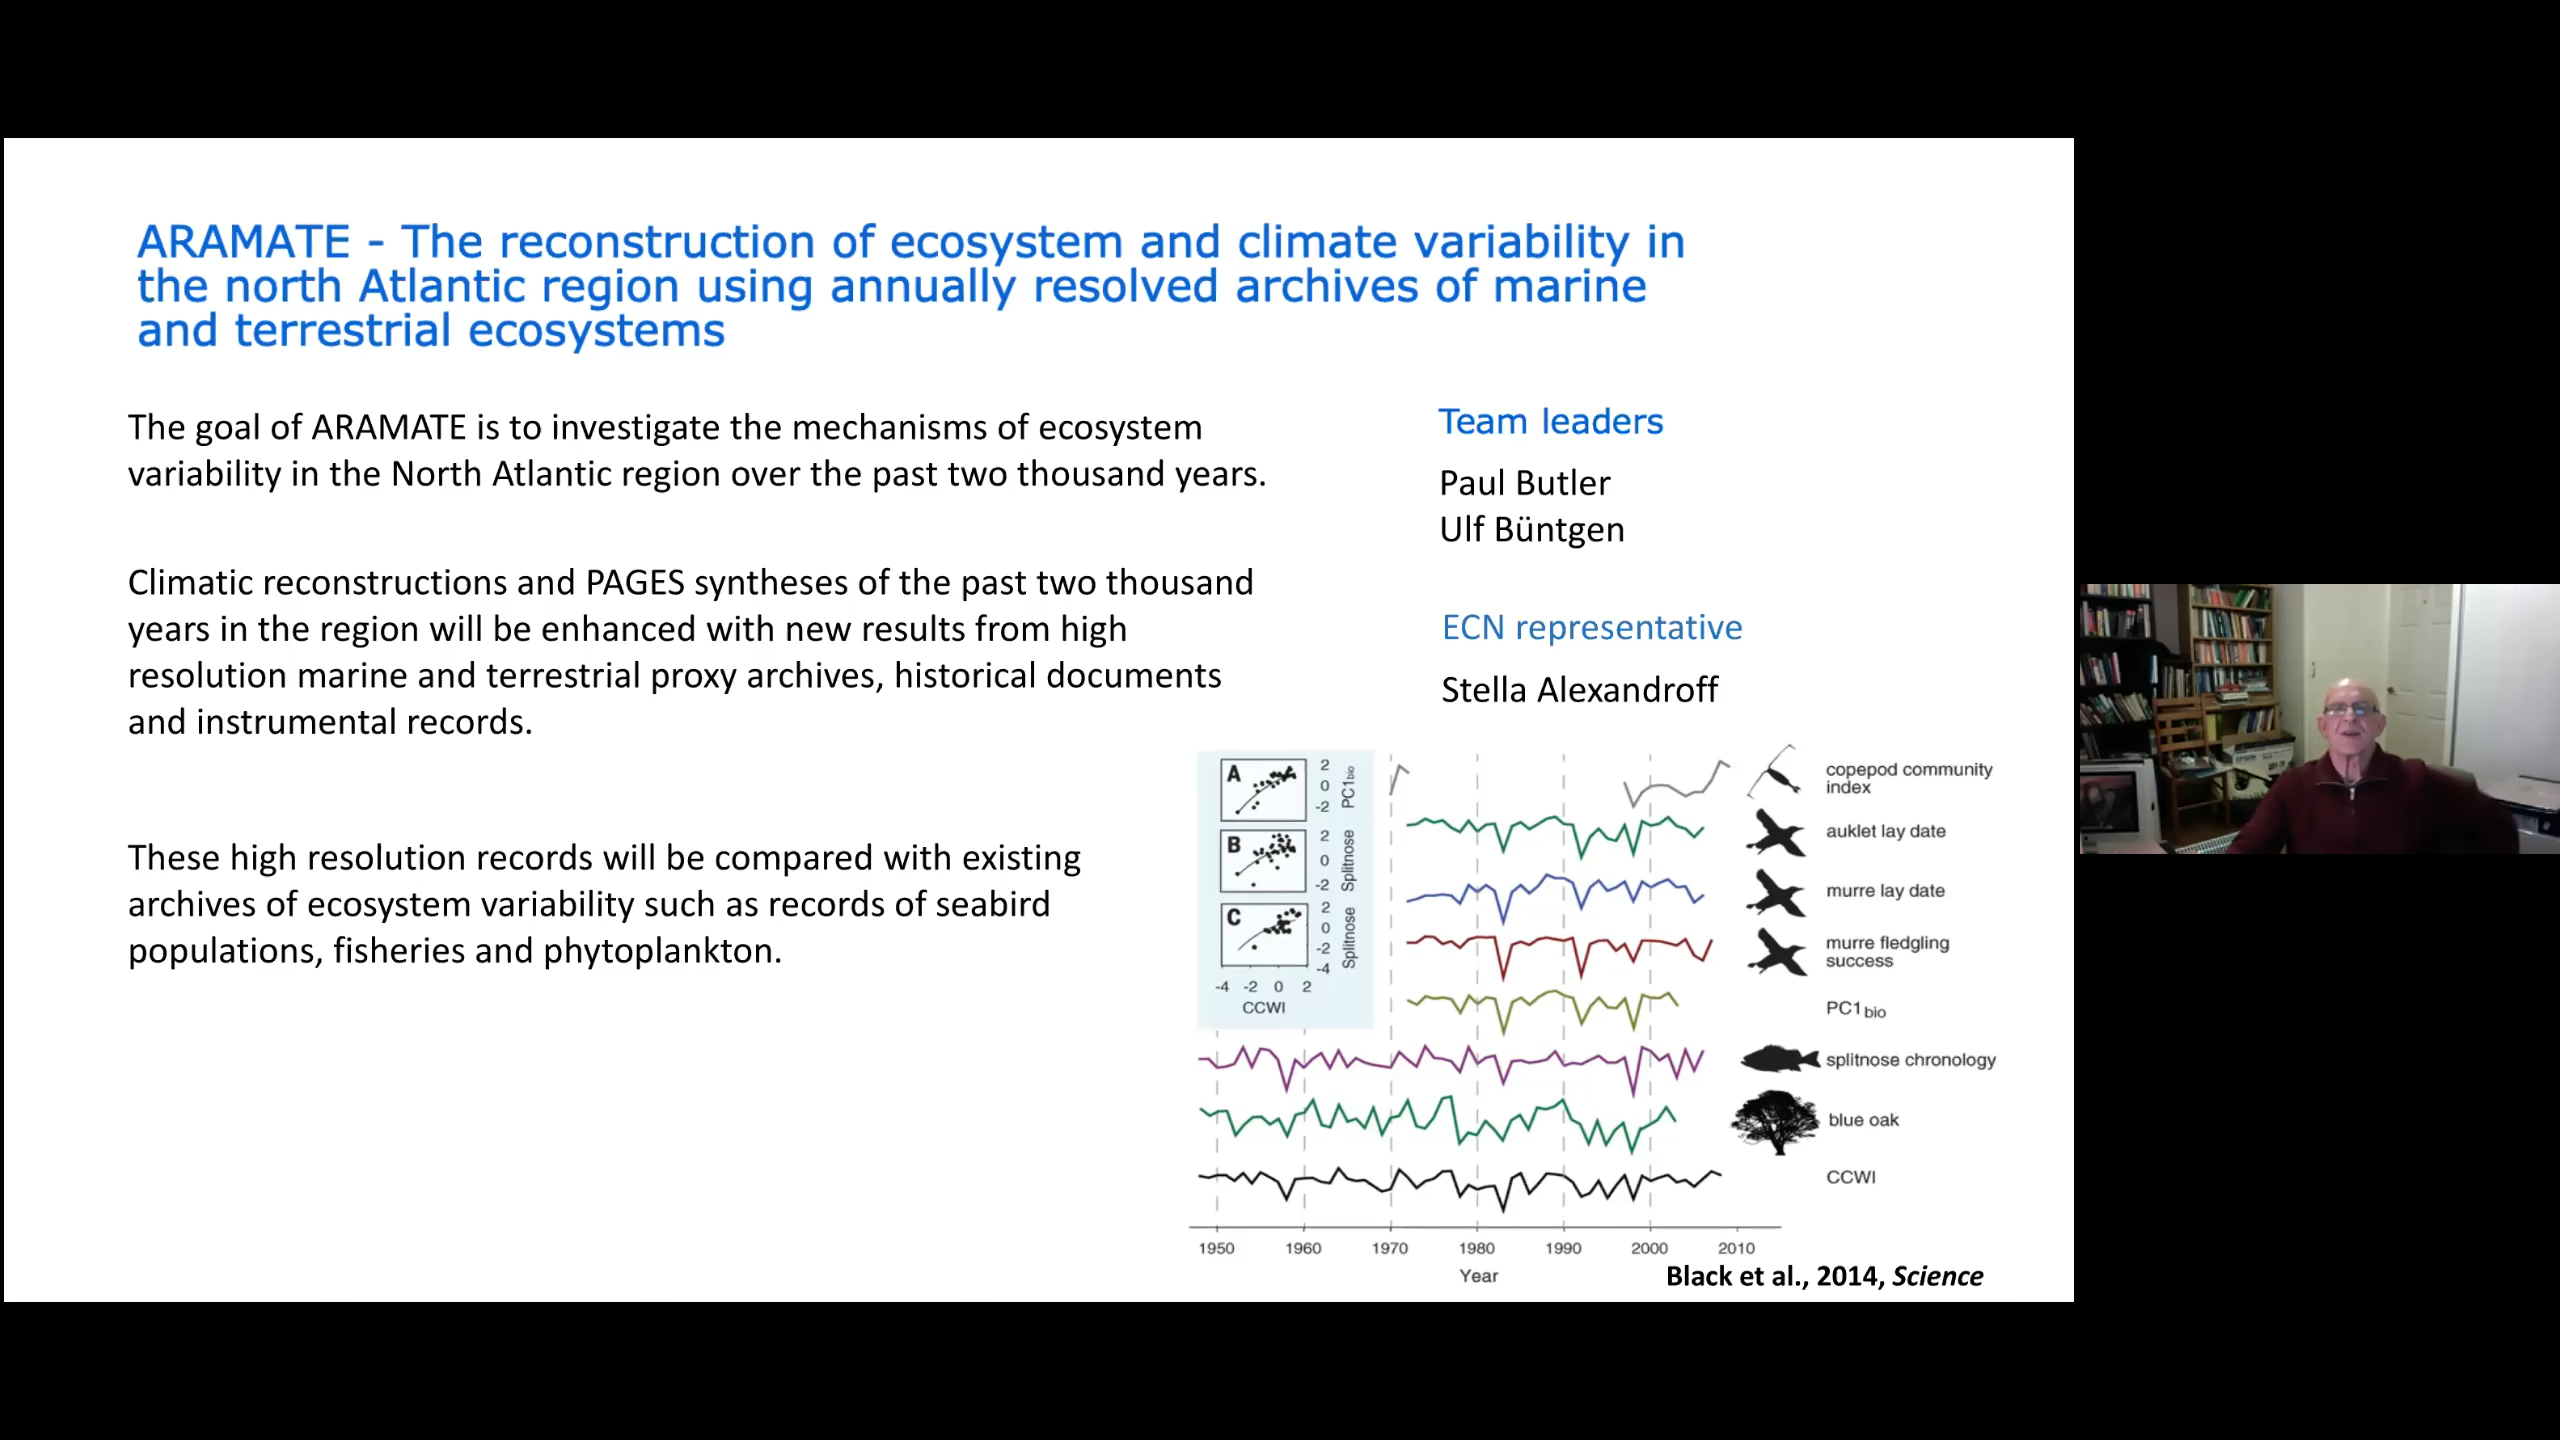 ARAMATE - The reconstruction of ecosystem and climate variability in
the north Atlantic region using annually resolved archives of marine
and terrestrial ecosystems
The goal of ARAMATE is to investigate the mechanisms of ecosystem
variability in the North Atlantic region over the past two thousand years.
Climatic reconstructions and PAGES syntheses of the past two thousand
years in the region will be enhanced with new results from high
resolution marine and terrestrial proxy archives, historical documents
and instrumental records.
These high resolution records will be compared with existing
archives of ecosystem variability such as records of seabird
populations, fisheries and phytoplankton.
Team leaders
Paul Butler
Ulf Büntgen
ECN representative
Stella Alexandroff
A
2
0
-2
PC1bio
B
2
0
-2
Splitnose
C
2
0
-2
-4
Splitnose
-4 -2 0 2
CCWI
copepod community
index
auklet lay date
murre lay date
murre fledgling
success
PC1bio
splitnose chronology
blue oak
CCWI
1950 1960 1970 1980 1990 2000 2010
Year
Black et al., 2014, Science